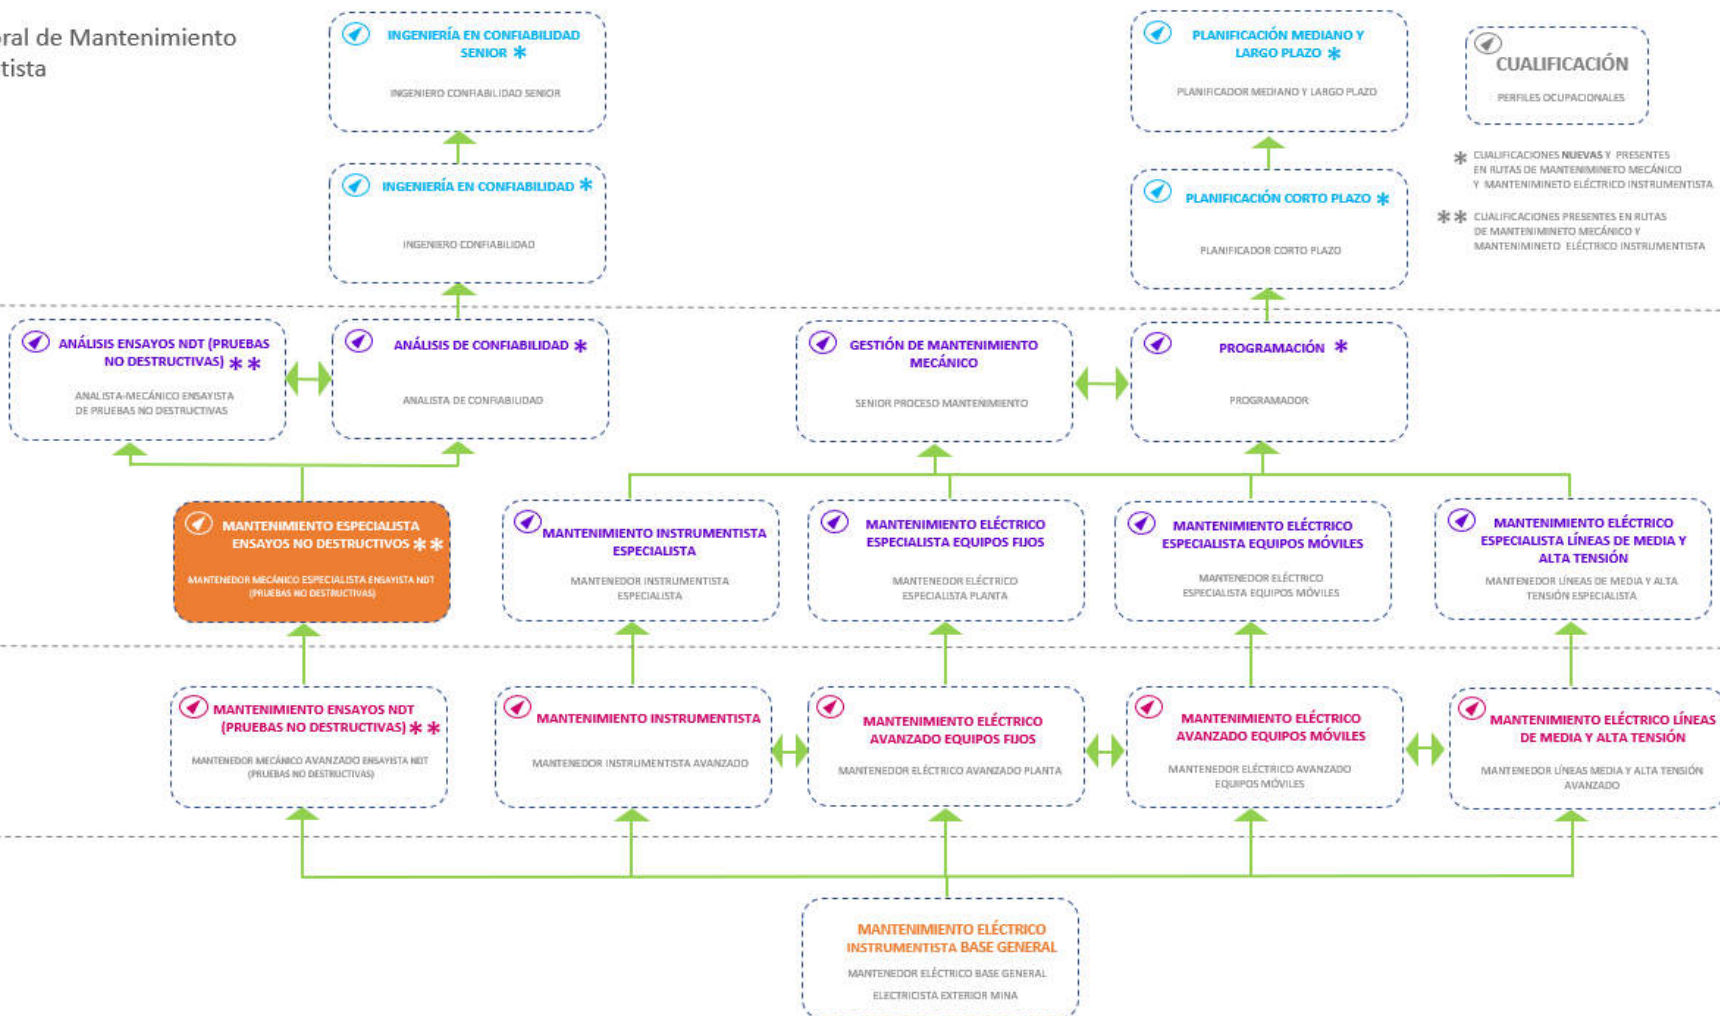 oral de Mantenimiento
tista
INGENIERÍA EN CONFIABILIDAD
SENIOR *
INGENIERO CONFIABILIDAD SENIOR
PLANIFICACIÓN MEDIANO Y
LARGO PLAZO *
PLANIFICADOR MEDIANO Y LARGO PLAZO
CUALIFICACIÓN
PERFILES OCUPACIONALES
* CUALIFICACIONES NUEVAS Y PRESENTES
EN RUTAS DE MANTENIMINETO MECÁNICO
Y MANTENIMINETO ELÉCTRICO INSTRUMENTISTA
** CUALIFICACIONES PRESENTES EN RUTAS
DE MANTENIMINETO MECÁNICO Y
MANTENIMINETO ELÉCTRICO INSTRUMENTISTA
INGENIERÍA EN CONFIABILIDAD *
INGENIERO CONFIABILIDAD
PLANIFICACIÓN CORTO PLAZO *
PLANIFICADOR CORTO PLAZO
ANÁLISIS ENSAYOS NDT (PRUEBAS
NO DESTRUCTIVAS) **
ANALISTA-MECÁNICO ENSAYISTA
DE PRUEBAS NO DESTRUCTIVAS
ANÁLISIS DE CONFIABILIDAD *
ANALISTA DE CONFIABILIDAD
GESTIÓN DE MANTENIMIENTO
MECÁNICO
SENIOR PROCESO MANTENIMIENTO
PROGRAMACIÓN *
PROGRAMADOR
MANTENIMIENTO ESPECIALISTA
ENSAYOS NO DESTRUCTIVOS **
MANTENEDOR MECÁNICO ESPECIALISTA ENSAYISTA NDT
(PRUEBAS NO DESTRUCTIVAS)
MANTENIMIENTO INSTRUMENTISTA
ESPECIALISTA
MANTENEDOR INSTRUMENTISTA
ESPECIALISTA
MANTENIMIENTO ELÉCTRICO
ESPECIALISTA EQUIPOS FIJOS
MANTENEDOR ELÉCTRICO
ESPECIALISTA PLANTA
MANTENIMIENTO ELÉCTRICO
ESPECIALISTA EQUIPOS MÓVILES
MANTENEDOR ELÉCTRICO
ESPECIALISTA EQUIPOS MÓVILES
MANTENIMIENTO ELÉCTRICO
ESPECIALISTA LÍNEAS DE MEDIA Y
ALTA TENSIÓN
MANTENEDOR LÍNEAS DE MEDIA Y ALTA
TENSIÓN ESPECIALISTA
MANTENIMIENTO ENSAYOS NDT
(PRUEBAS NO DESTRUCTIVAS) **
MANTENEDOR MECÁNICO AVANZADO ENSAYISTA NDT
(PRUEBAS NO DESTRUCTIVAS)
MANTENIMIENTO INSTRUMENTISTA
MANTENEDOR INSTRUMENTISTA AVANZADO
MANTENIMIENTO ELÉCTRICO
AVANZADO EQUIPOS FIJOS
MANTENEDOR ELÉCTRICO AVANZADO PLANTA
MANTENIMIENTO ELÉCTRICO
AVANZADO EQUIPOS MÓVILES
MANTENEDOR ELÉCTRICO AVANZADO
EQUIPOS MÓVILES
MANTENIMIENTO ELÉCTRICO LÍNEAS
DE MEDIA Y ALTA TENSIÓN
MANTENEDOR LÍNEAS MEDIA Y ALTA TENSIÓN
AVANZADO
MANTENIMIENTO ELÉCTRICO
INSTRUMENTISTA BASE GENERAL
MANTENEDOR ELÉCTRICO BASE GENERAL
ELECTRICISTA EXTERIOR MINA